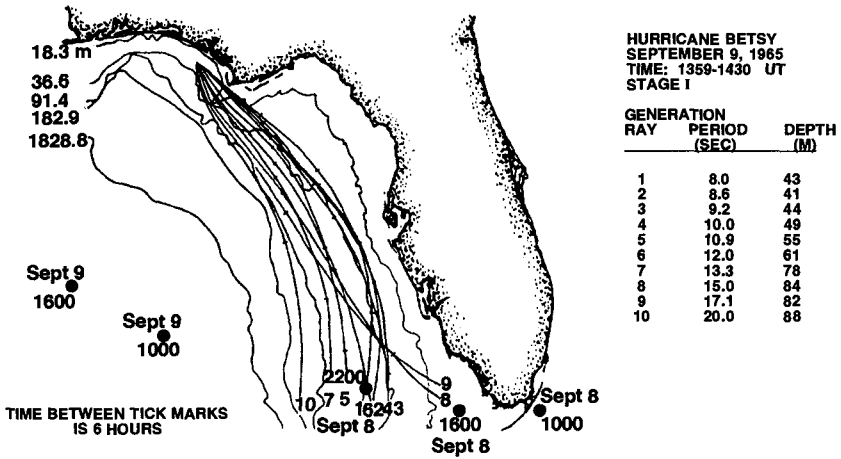 18.3 m
36.6
91.4
182.9
1828.8
Sept 9
1600
Sept 9
1000
TIME BETWEEN TICK MARKS
IS 6 HOURS
2200
10 7 5 16243
Sept 8
9
8
1600
Sept 8
Sept 8
1000
HURRICANE BETSY
SEPTEMBER 9, 1965
TIME: 1359-1430 UT
STAGE I
GENERATION
RAY PERIOD DEPTH
(SEC) (M)
1 8.0 43
2 8.6 41
3 9.2 44
4 10.0 49
5 10.9 55
6 12.0 61
7 13.3 78
8 15.0 84
9 17.1 82
10 20.0 88